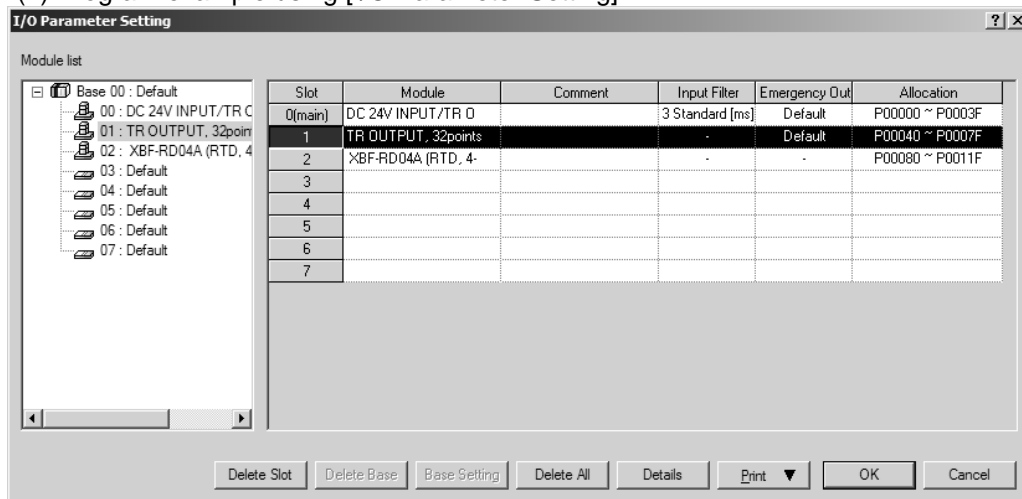 I/O Parameter Setting
Module list
Base 00 : Default
00 : DC 24V INPUT/TR
01 : TR OUTPUT, 32poin
02 : XBF-RD04A (RTD, 4
03 : Default
04 : Default
05 : Default
06 : Default
07 : Default
Slot Module Comment Input Filter Emergency Out Allocation
0(main) DC 24V INPUT/TR O 3 Standard [ms] Default P00000 ~ P0003F
1 TR OUTPUT, 32points - Default P00040 ~ P0007F
2 XBF-RD04A (RTD, 4- - - P00080 ~ P0011F
3
4
5
6
7
Delete Slot Delete Base Base Setting Delete All Details Print ▼ OK Cancel